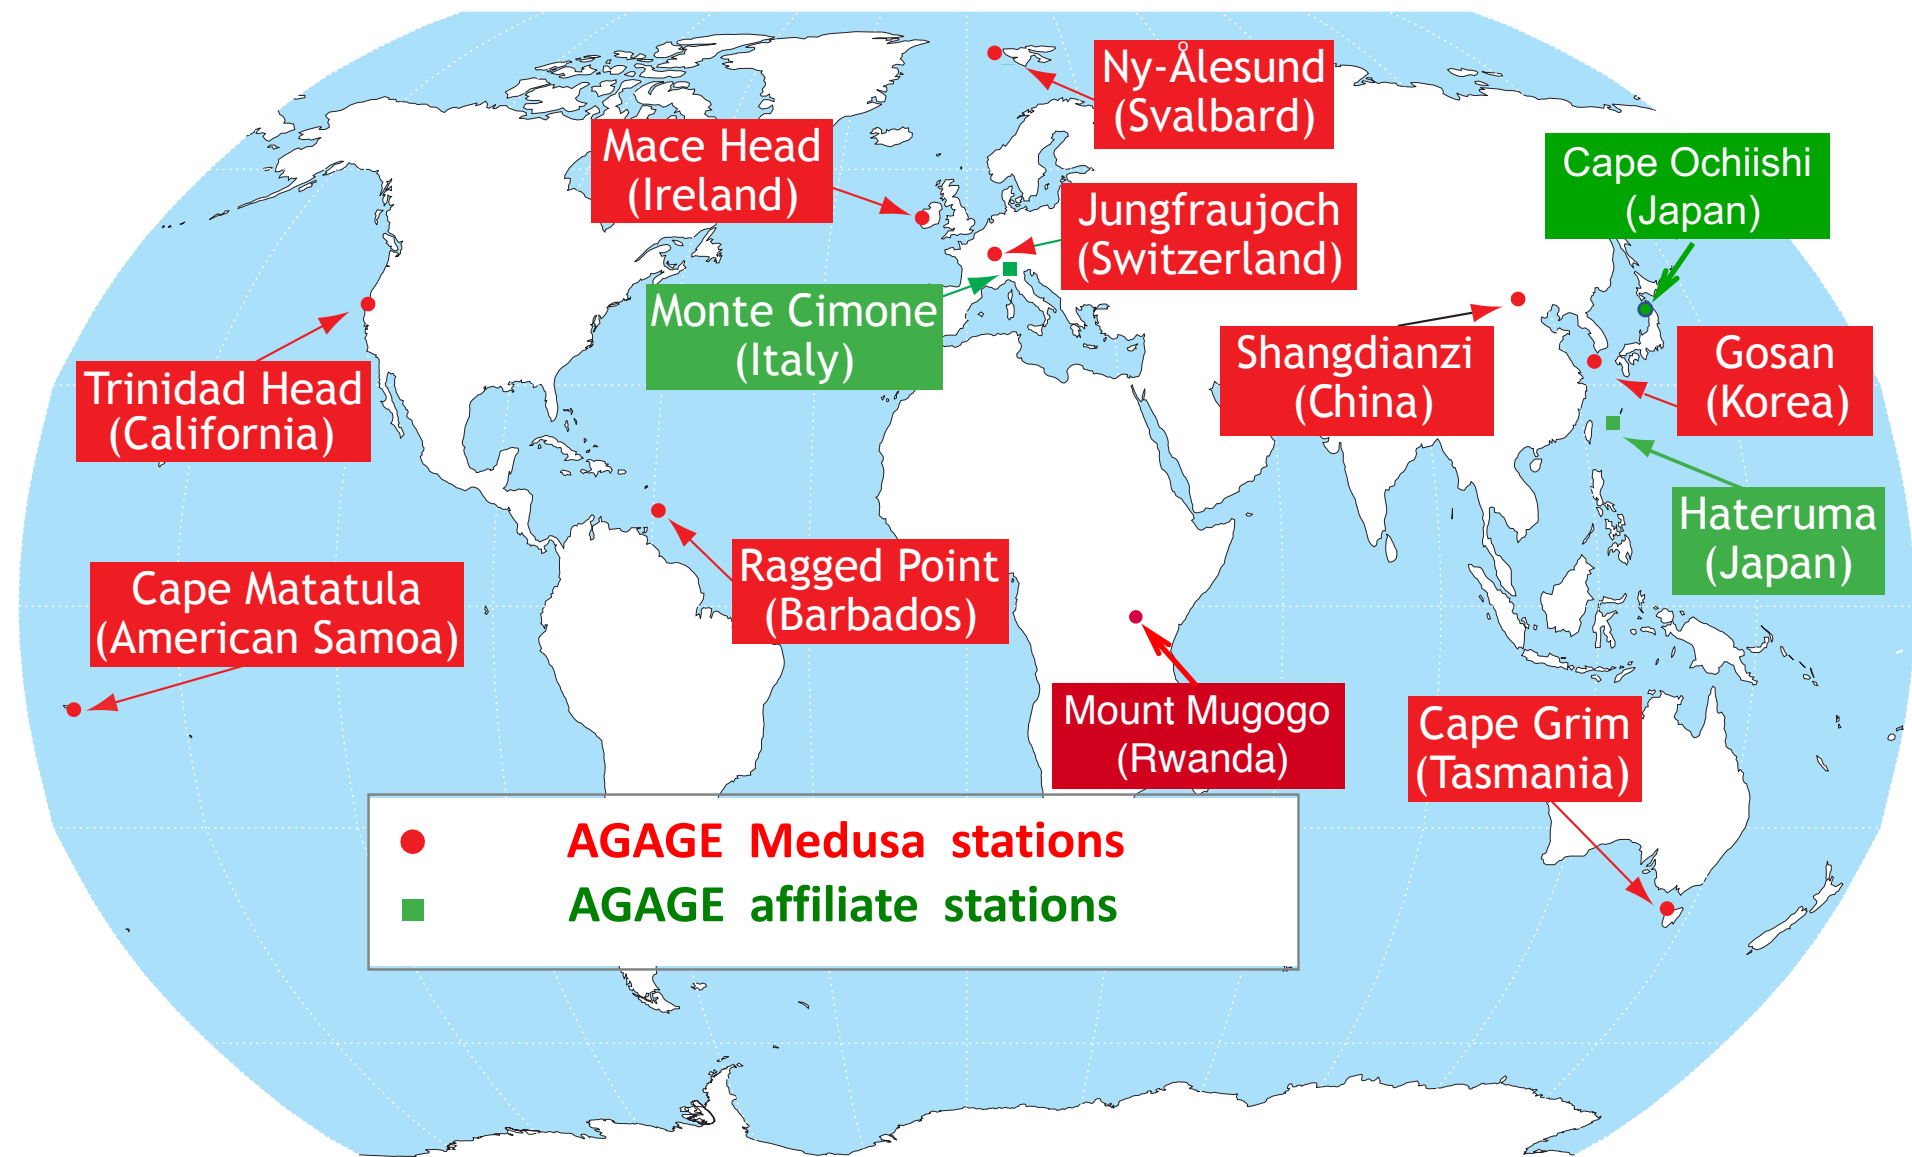 Ny-Ålesund
(Svalbard)
Mace Head
(Ireland)
Cape Ochiishi
(Japan)
Jungfraujoch
(Switzerland)
Monte Cimone
(Italy)
Trinidad Head
(California)
Shangdianzi
(China)
Gosan
(Korea)
Hateruma
(Japan)
Ragged Point
(Barbados)
Cape Matatula
(American Samoa)
Mount Mugogo
(Rwanda)
Cape Grim
(Tasmania)
AGAGE Medusa stations
AGAGE affiliate stations